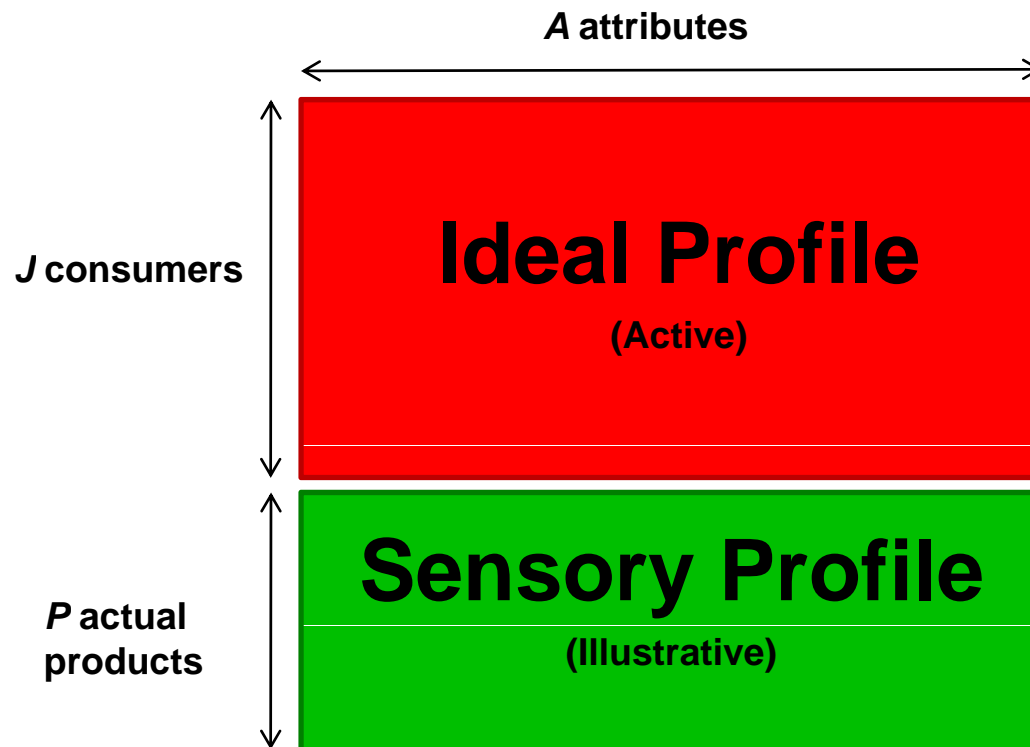 A attributes
Ideal Profile
J consumers
(Active)
Sensory Profile
P actual
products
(Illustrative)